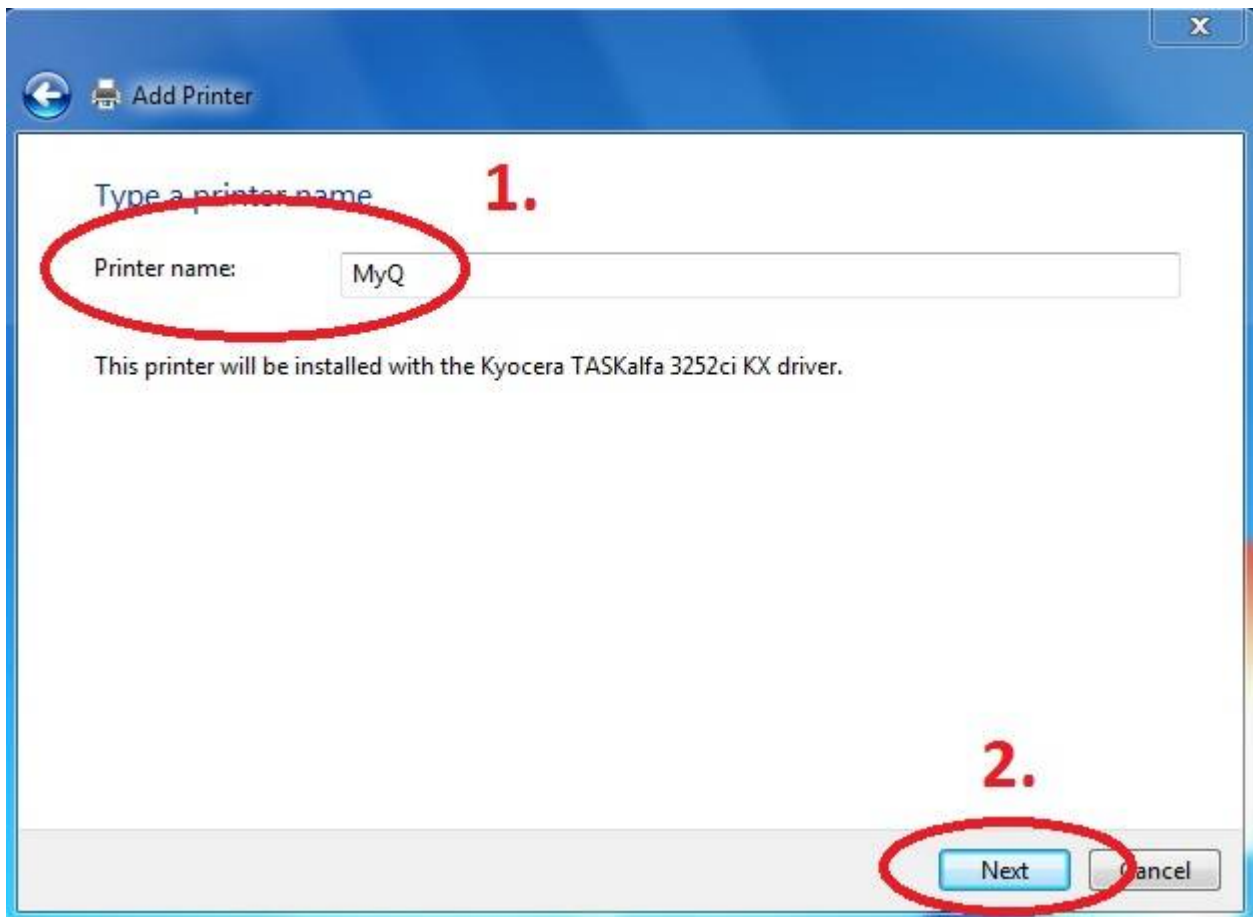 X
Add Printer
Type a printer name
1.
Printer name:
MyQ
This printer will be installed with the Kyocera TASKalfa 3252ci KX driver.
2.
Next
Cancel